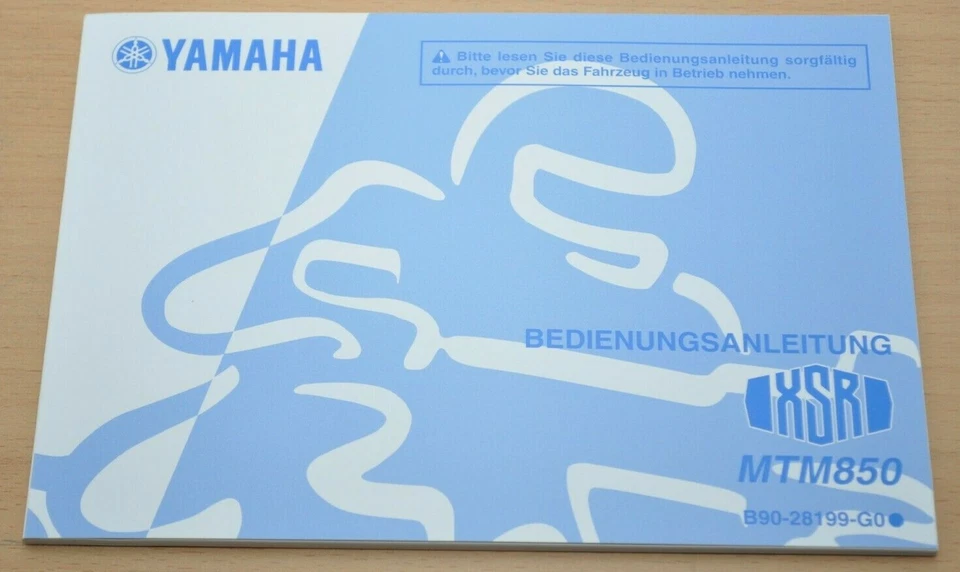 YAMAHA
⚠ Bitte lesen Sie diese Bedienungsanleitung sorgfältig
durch, bevor Sie das Fahrzeug in Betrieb nehmen.
BEDIENUNGSANLEITUNG
XSR
MTM850
B90-28199-G0●